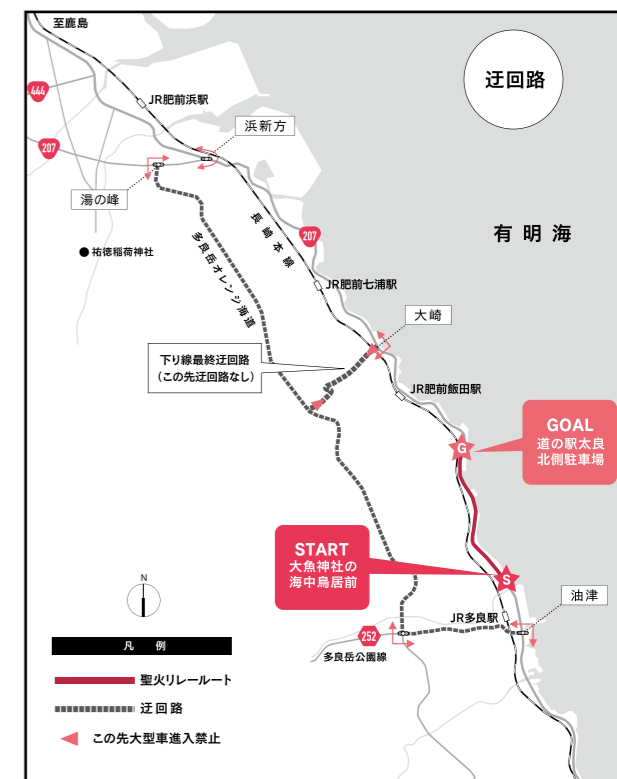 至鹿島
迂回路
444
JR肥前浜駅
浜新方
207
湯の峰
長崎本線
207
有明海
祐徳稲荷神社
多良岳オレンジ海道
JR肥前七浦駅
大崎
下り線最終迂回路
（この先迂回路なし）
JR肥前飯田駅
GOAL
道の駅太良
北側駐車場
G
START
大魚神社の
海中鳥居前
S
N
油津
JR多良駅
252
多良岳公園線
凡 例
聖火リレールート
迂回路
この先大型車進入禁止